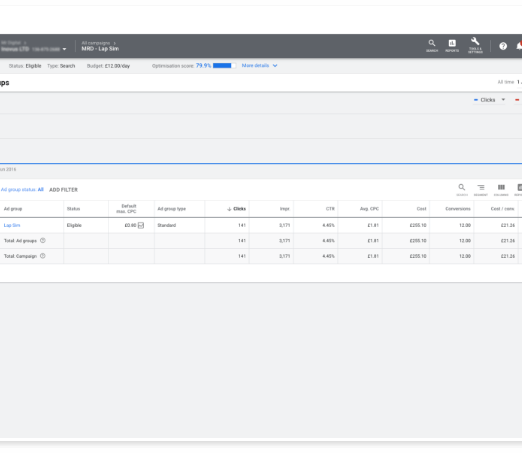 All campaigns >
MRO - Lap Sim
SEARCH
REPORTS
TOOLS & SETTINGS
Status: Eligible Type: Search Budget: £12.00/day Optimisation score: 79.9% More details
ups
All time 1
Clicks
2016
Ad group status: All ADD FILTER
SEARCH SEGMENT COLUMNS
Ad group Status Default max. CPC Ad group type ↓ Clicks Impr. CTR Avg. CPC Cost Conversions Cost / conv.
Lap Sim Eligible £0.90 Standard 141 3,171 4.45% £1.81 £255.10 12.00 £21.26
Total: Ad groups 141 3,171 4.45% £1.81 £255.10 12.00 £21.26
Total: Campaign 141 3,171 4.45% £1.81 £255.10 12.00 £21.26